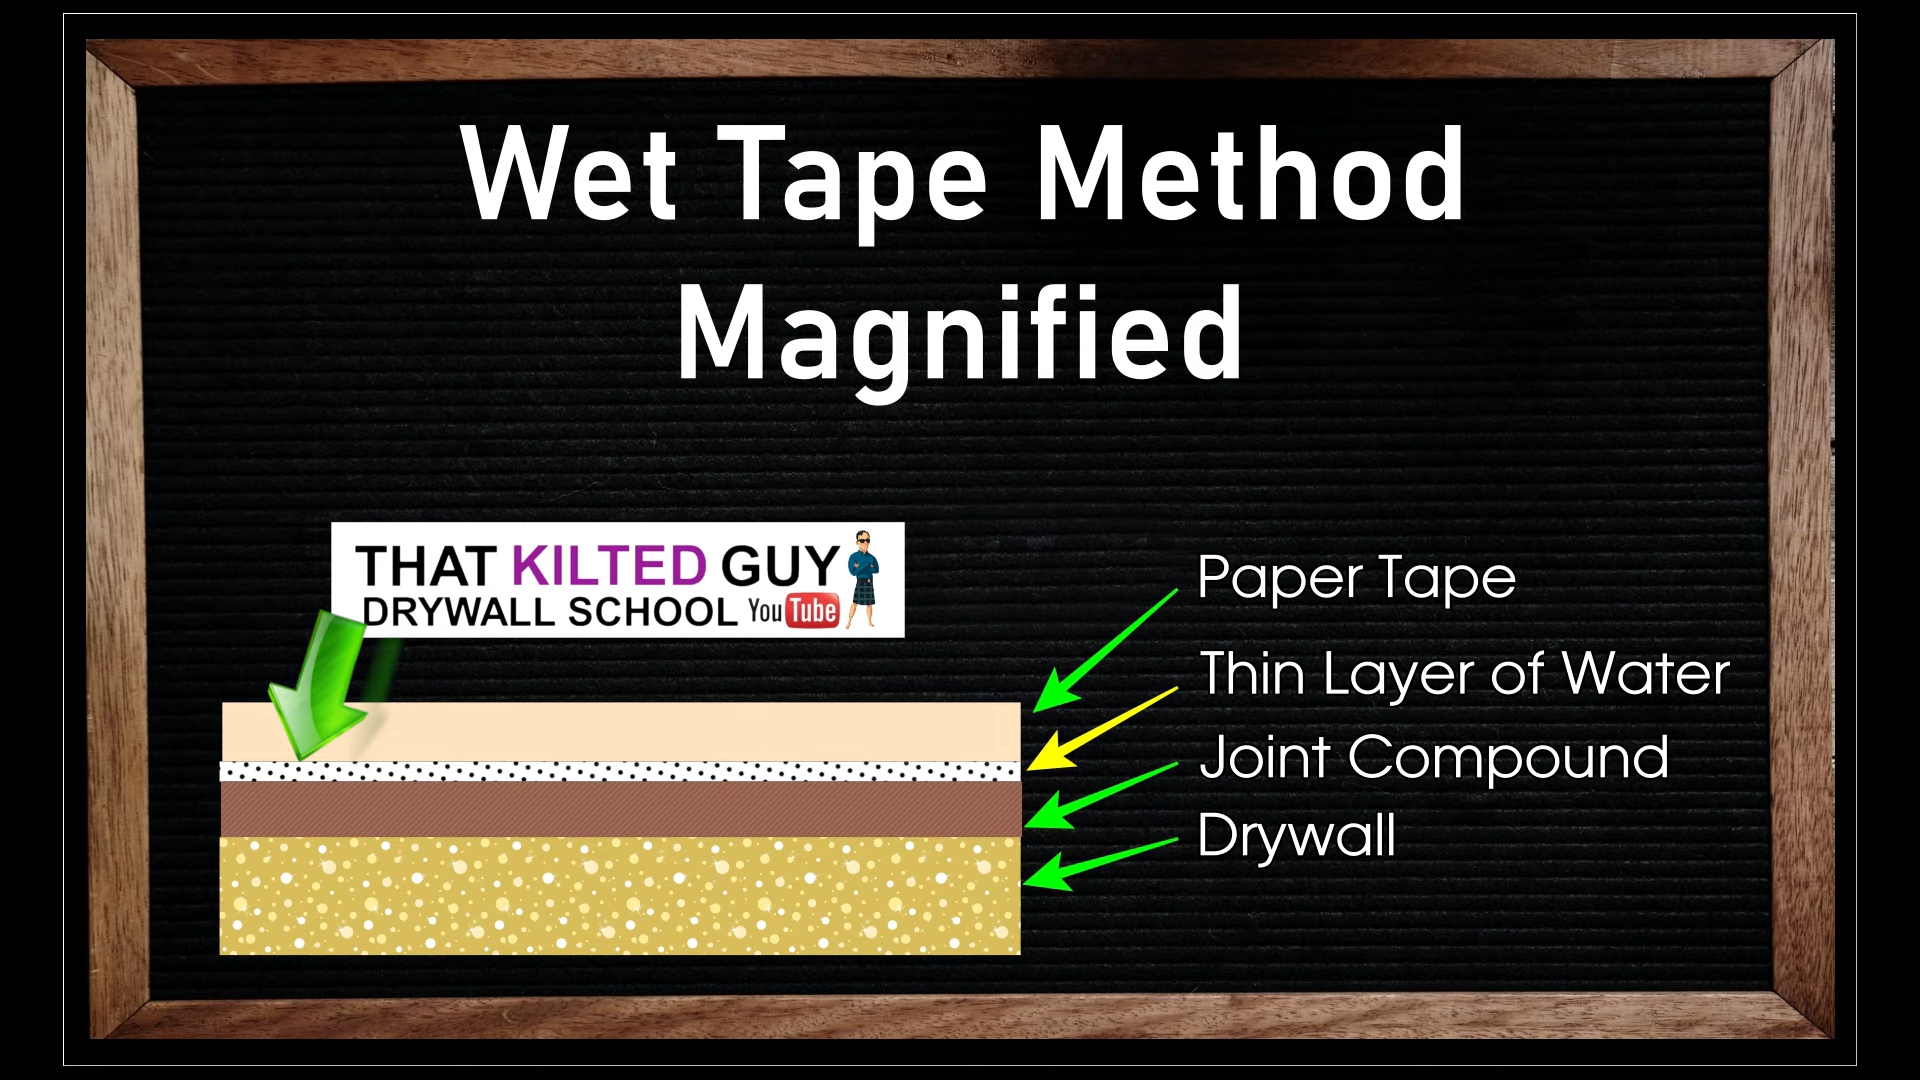 Wet Tape Method
Magnified
THAT KILTED GUY
DRYWALL SCHOOL YouTube
Paper Tape
Thin Layer of Water
Joint Compound
Drywall